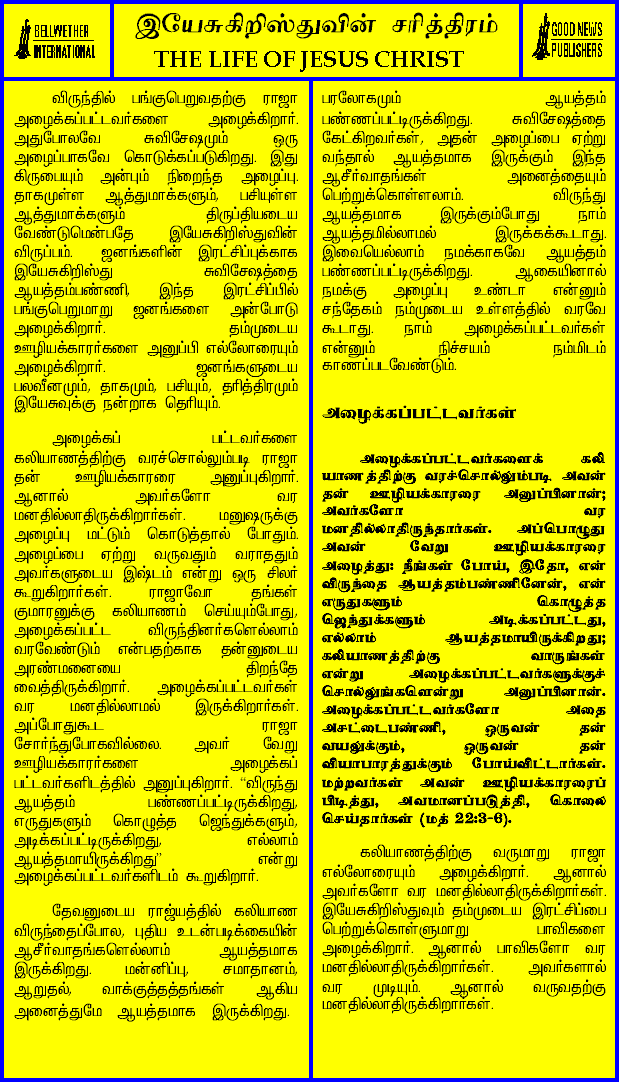 BELLWETHER
INTERNATIONAL
இயேசுகிறிஸ்துவின் சரித்திரம்
THE LIFE OF JESUS CHRIST
GOOD NEWS
PUBLISHERS
விருந்தில் பங்குபெறுவதற்கு ராஜா
அழைக்கப்பட்டவர்களை அழைக்கிறார்.
அதுபோலவே சுவிசேஷமும் ஒரு
அழைப்பாகவே கொடுக்கப்படுகிறது. இது
கிருபையும் அன்பும் நிறைந்த அழைப்பு.
தாகமுள்ள ஆத்துமாக்களும், பசியுள்ள
ஆத்துமாக்களும் திருப்தியடைய
வேண்டுமென்பதே இயேசுகிறிஸ்துவின்
விருப்பம். ஜனங்களின் இரட்சிப்புக்காக
இயேசுகிறிஸ்து சுவிசேஷத்தை
ஆயத்தம்பண்ணி, இந்த இரட்சிப்பில்
பங்குபெறுமாறு ஜனங்களை அன்போடு
அழைக்கிறார். தம்முடைய
ஊழியக்காரர்களை அனுப்பி எல்லோரையும்
அழைக்கிறார். ஜனங்களுடைய
பலவீனமும், தாகமும், பசியும், தரித்திரமும்
இயேசுவுக்கு நன்றாக தெரியும்.
அழைக்கப் பட்டவர்களை
கலியாணத்திற்கு வரச்சொல்லும்படி ராஜா
தன் ஊழியக்காரரை அனுப்புகிறார்.
ஆனால் அவர்களோ வர
மனதில்லாதிருக்கிறார்கள். மனுஷருக்கு
அழைப்பு மட்டும் கொடுத்தால் போதும்.
அழைப்பை ஏற்று வருவதும் வராததும்
அவர்களுடைய இஷ்டம் என்று ஒரு சிலர்
கூறுகிறார்கள். ராஜாவோ தங்கள்
குமாரனுக்கு கலியாணம் செய்யும்போது,
அழைக்கப்பட்ட விருந்தினர்களெல்லாம்
வரவேண்டும் என்பதற்காக தன்னுடைய
அரண்மனையை திறந்தே
வைத்திருக்கிறார். அழைக்கப்பட்டவர்கள்
வர மனதில்லாமல் இருக்கிறார்கள்.
அப்போதுகூட ராஜா
சோர்ந்துபோகவில்லை. அவர் வேறு
ஊழியக்காரர்களை அழைக்கப்
பட்டவர்களிடத்தில் அனுப்புகிறார். “விருந்து
ஆயத்தம் பண்ணப்பட்டிருக்கிறது,
எருதுகளும் கொழுத்த ஜெந்துக்களும்,
அடிக்கப்பட்டிருக்கிறது, எல்லாம்
ஆயத்தமாயிருக்கிறது” என்று
அழைக்கப்பட்டவர்களிடம் கூறுகிறார்.
தேவனுடைய ராஜ்யத்தில் கலியாண
விருந்தைப்போல, புதிய உடன்படிக்கையின்
ஆசீர்வாதங்களெல்லாம் ஆயத்தமாக
இருக்கிறது. மன்னிப்பு, சமாதானம்,
ஆறுதல், வாக்குத்தத்தங்கள் ஆகிய
அனைத்துமே ஆயத்தமாக இருக்கிறது.
பரலோகமும் ஆயத்தம்
பண்ணப்பட்டிருக்கிறது. சுவிசேஷத்தை
கேட்கிறவர்கள், அதன் அழைப்பை ஏற்று
வந்தால் ஆயத்தமாக இருக்கும் இந்த
ஆசீர்வாதங்கள் அனைத்தையும்
பெற்றுக்கொள்ளலாம். விருந்து
ஆயத்தமாக இருக்கும்போது நாம்
ஆயத்தமில்லாமல் இருக்கக்கூடாது.
இவையெல்லாம் நமக்காகவே ஆயத்தம்
பண்ணப்பட்டிருக்கிறது. ஆகையினால்
நமக்கு அழைப்பு உண்டா என்னும்
சந்தேகம் நம்முடைய உள்ளத்தில் வரவே
கூடாது. நாம் அழைக்கப்பட்டவர்கள்
என்னும் நிச்சயம் நம்மிடம்
காணப்படவேண்டும்.
அழைக்கப்பட்டவர்கள்
அழைக்கப்பட்டவர்களைக் கலி
யாணத்திற்கு வரச்சொல்லும்படி அவன்
தன் ஊழியக்காரரை அனுப்பினான்;
அவர்களோ வர
மனதில்லாதிருந்தார்கள். அப்பொழுது
அவன் வேறு ஊழியக்காரரை
அழைத்து: நீங்கள் போய், இதோ, என்
விருந்தை ஆயத்தம்பண்ணினேன், என்
எருதுகளும் கொழுத்த
ஜெந்துக்களும் அடிக்கப்பட்டது,
எல்லாம் ஆயத்தமாயிருக்கிறது;
கலியாணத்திற்கு வாருங்கள்
என்று அழைக்கப்பட்டவர்களுக்குச்
சொல்லுங்களென்று அனுப்பினான்.
அழைக்கப்பட்டவர்களோ அதை
அசட்டைபண்ணி, ஒருவன் தன்
வயலுக்கும், ஒருவன் தன்
வியாபாரத்துக்கும் போய்விட்டார்கள்.
மற்றவர்கள் அவன் ஊழியக்காரரைப்
பிடித்து, அவமானப்படுத்தி, கொலை
செய்தார்கள் (மத் 22:3-6).
கலியாணத்திற்கு வருமாறு ராஜா
எல்லோரையும் அழைக்கிறார். ஆனால்
அவர்களோ வர மனதில்லாதிருக்கிறார்கள்.
இயேசுகிறிஸ்துவும் தம்முடைய இரட்சிப்பை
பெற்றுக்கொள்ளுமாறு பாவிகளை
அழைக்கிறார். ஆனால் பாவிகளோ வர
மனதில்லாதிருக்கிறார்கள். அவர்களால்
வர முடியும். ஆனால் வருவதற்கு
மனதில்லாதிருக்கிறார்கள்.